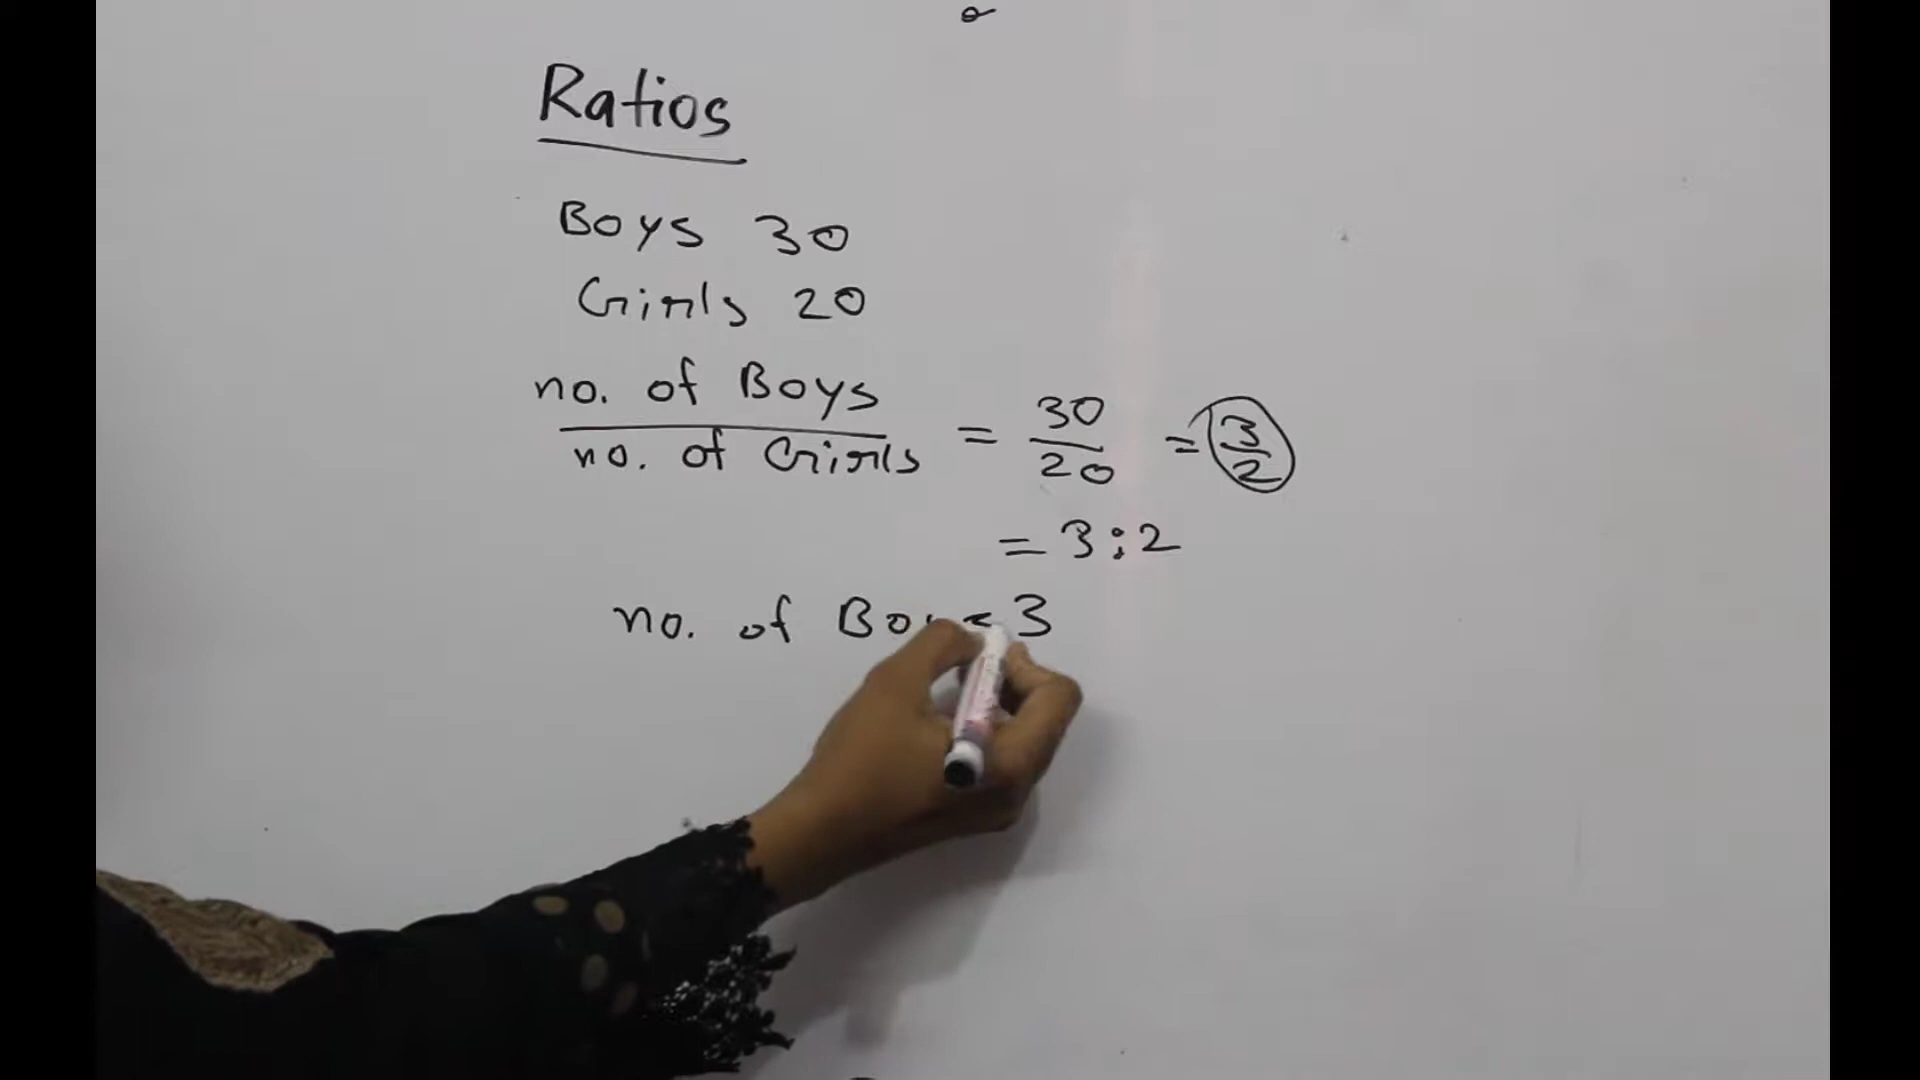 Ratios
Boys 30
Girls 20
no. of Boys
no. of Girls
= 30/20 = 3/2
= 3:2
no. of 3